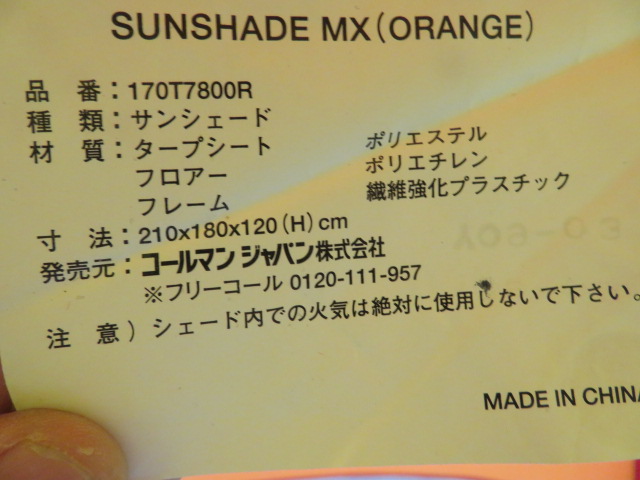 SUNSHADE MX(ORANGE)
品 番：170T7800R
種 類：サンシェード
材 質：タープシート ポリエステル
フロアー ポリエチレン
フレーム 繊維強化プラスチック
寸 法：210x180x120(H)cm
発売元：コールマン ジャパン株式会社
※フリーコール 0120-111-957
注 意）シェード内での火気は絶対に使用しないで下さい。
MADE IN CHINA